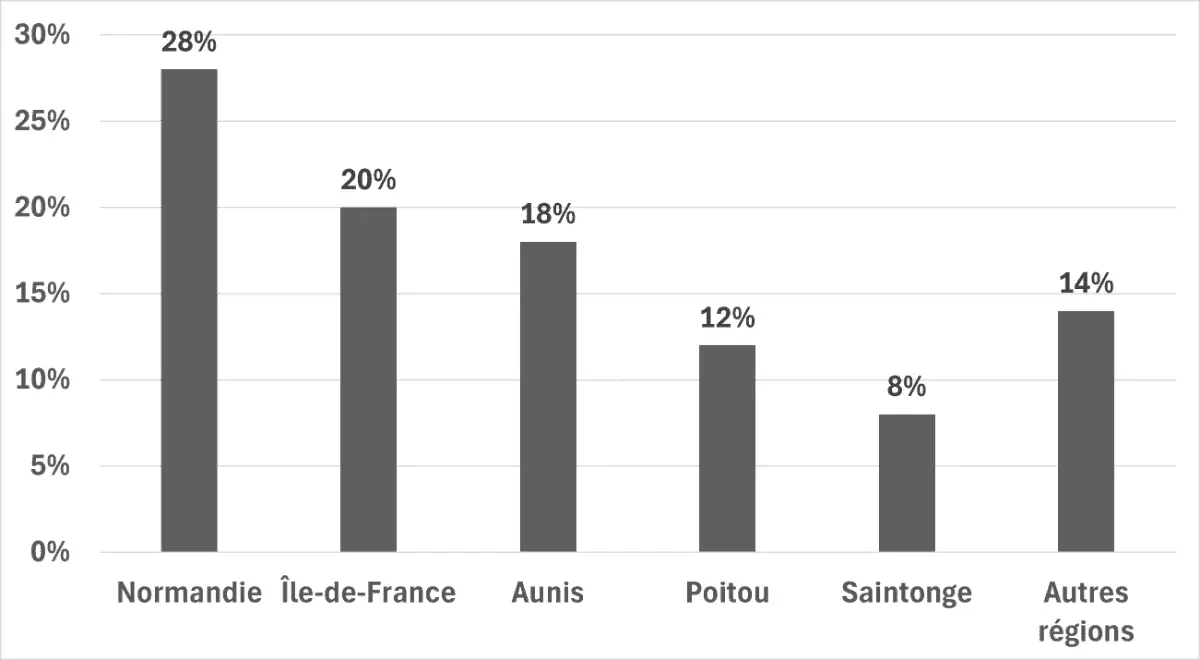 30%
25%
20%
15%
10%
5%
0%
28%
20%
18%
12%
8%
14%
Normandie
Île-de-France
Aunis
Poitou
Saintonge
Autres
régions